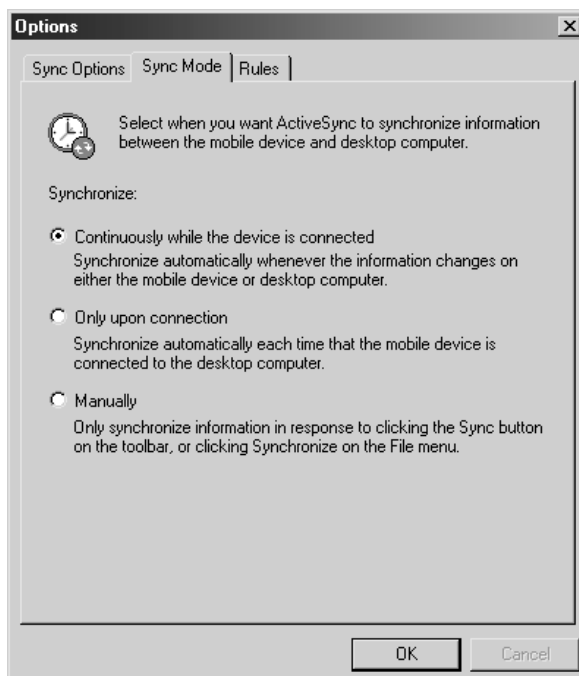 Options
Sync Options Sync Mode Rules
Select when you want ActiveSync to synchronize information
between the mobile device and desktop computer.
Synchronize:
Continuously while the device is connected
Synchronize automatically whenever the information changes on
either the mobile device or desktop computer.
Only upon connection
Synchronize automatically each time that the mobile device is
connected to the desktop computer.
Manually
Only synchronize information in response to clicking the Sync button
on the toolbar, or clicking Synchronize on the File menu.
OK Cancel